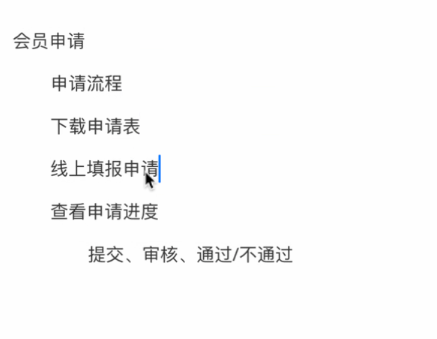 会员申请
申请流程
下载申请表
线上填报申请
查看申请进度
提交、审核、通过/不通过